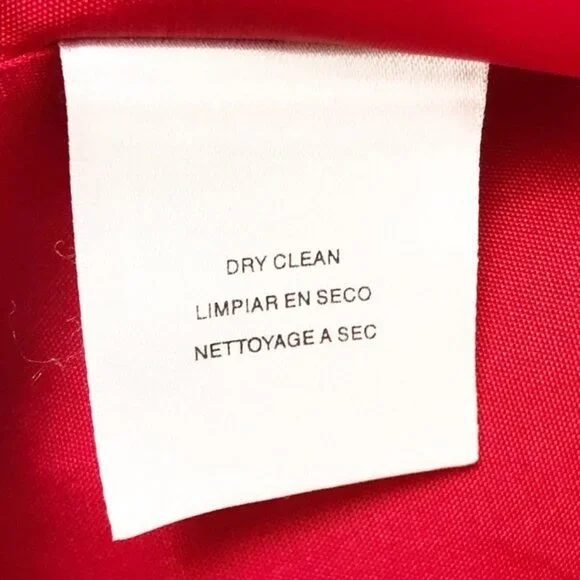 DRY CLEAN
LIMPIAR EN SECO
NETTOYAGE A SEC